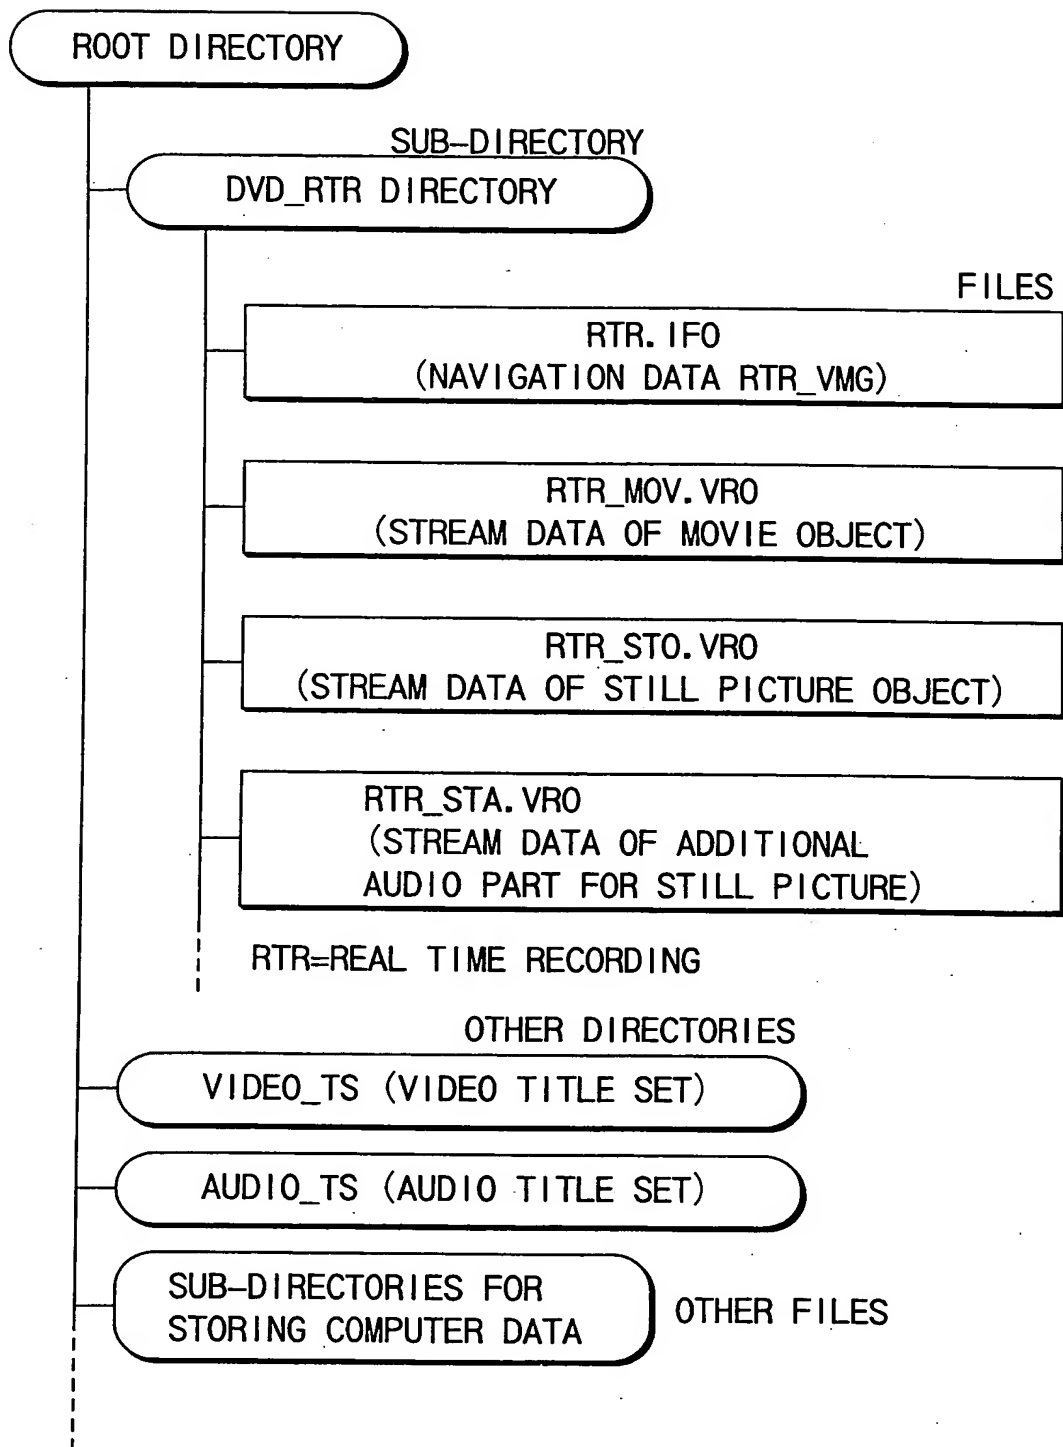 ROOT DIRECTORY
SUB-DIRECTORY
DVD_RTR DIRECTORY
FILES
RTR.IFO
(NAVIGATION DATA RTR_VMG)
RTR_MOV.VRO
(STREAM DATA OF MOVIE OBJECT)
RTR_STO.VRO
(STREAM DATA OF STILL PICTURE OBJECT)
RTR_STA.VRO
(STREAM DATA OF ADDITIONAL
AUDIO PART FOR STILL PICTURE)
RTR=REAL TIME RECORDING
OTHER DIRECTORIES
VIDEO_TS (VIDEO TITLE SET)
AUDIO_TS (AUDIO TITLE SET)
SUB-DIRECTORIES FOR
STORING COMPUTER DATA
OTHER FILES